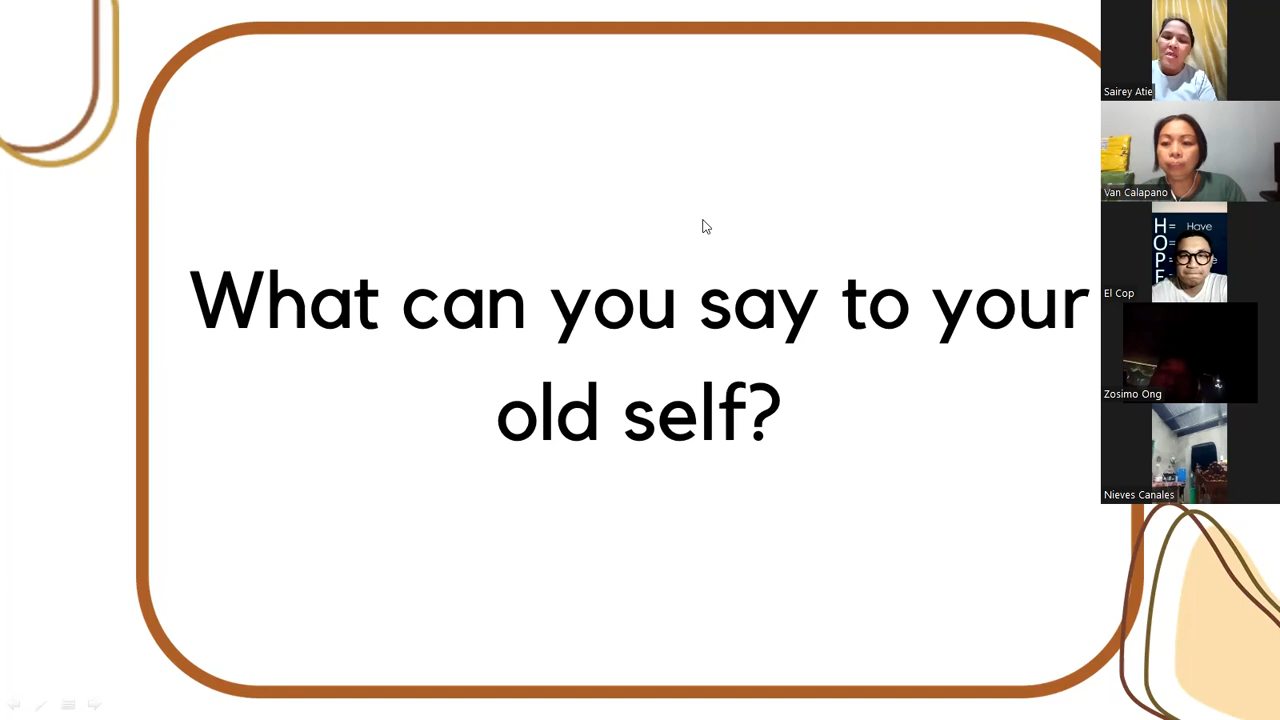 What can you say to your
old self?
Sairey Atie
Van Calapano
H= Have
O=
P=
E
El Cop
Zosimo Ong
Nieves Canales